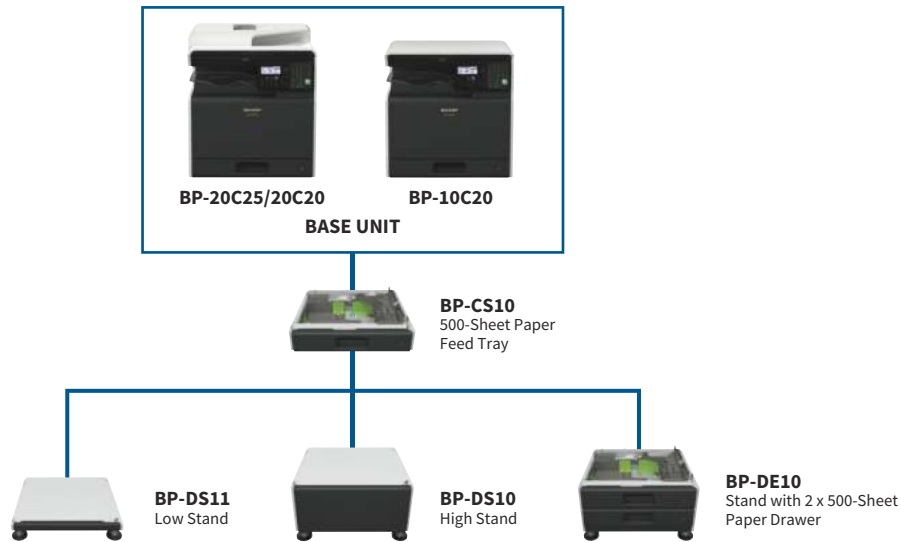 BP-20C25/20C20
BP-10C20
BASE UNIT
BP-CS10
500-Sheet Paper
Feed Tray
BP-DS11
Low Stand
BP-DS10
High Stand
BP-DE10
Stand with 2 x 500-Sheet
Paper Drawer